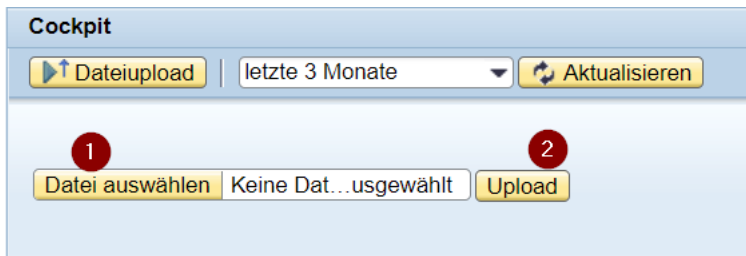 Cockpit
Dateiupload letzte 3 Monate Aktualisieren
1 2
Datei auswählen Keine Dat…usgewählt Upload